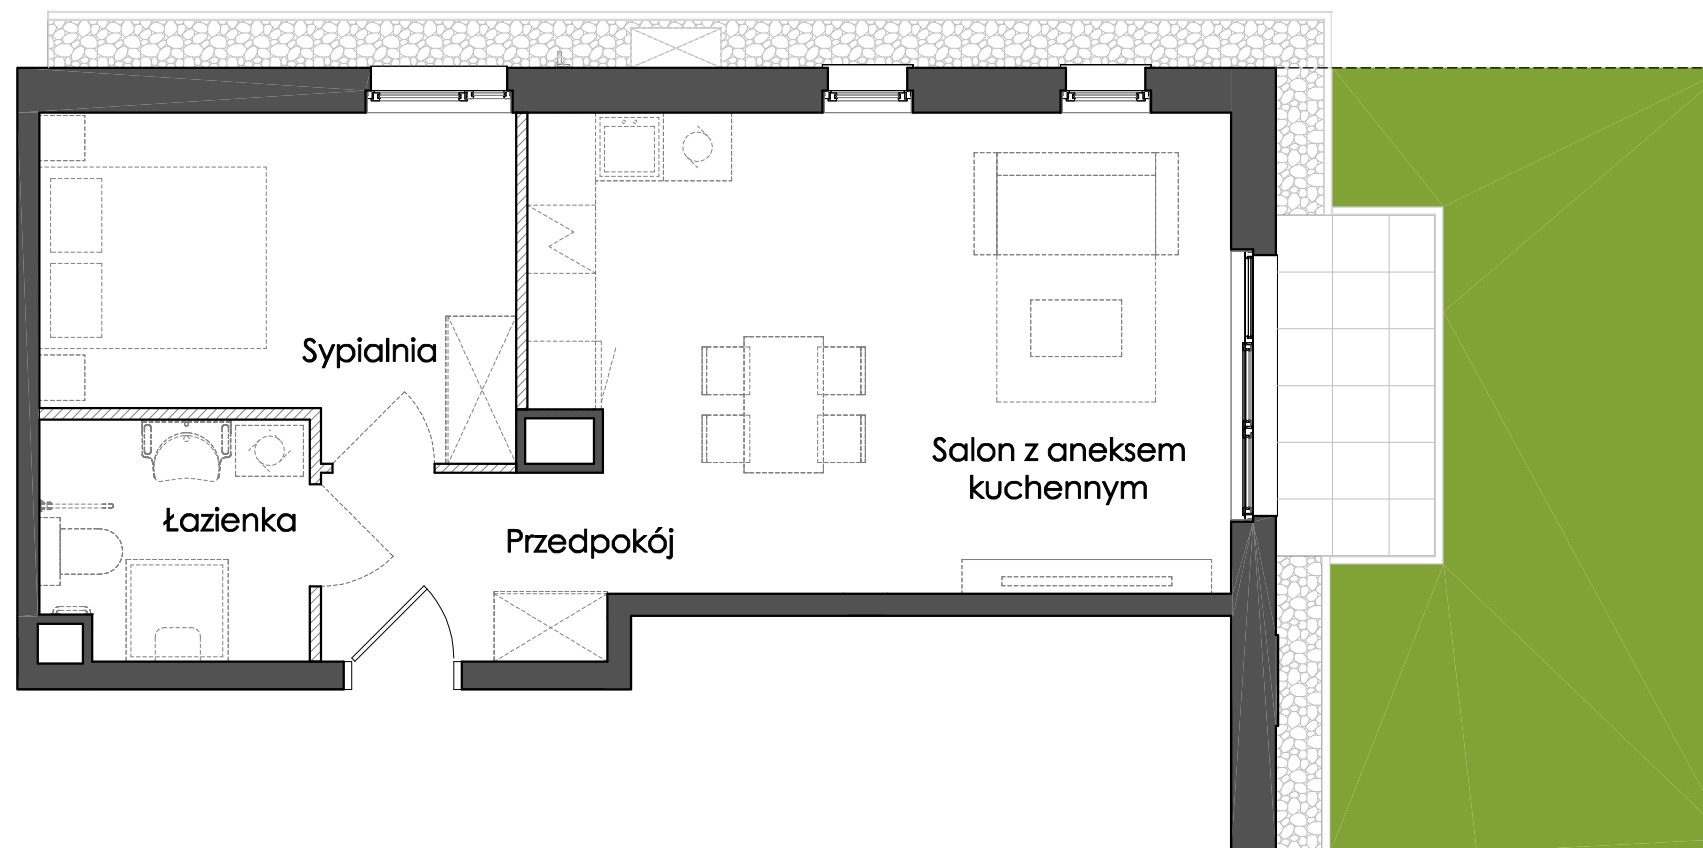 Sypialnia
Salon z aneksem
kuchennym
Łazienka
Przedpokój